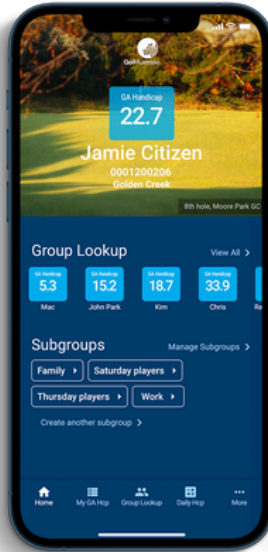 Golf Australia
GA Handicap
22.7
Jamie Citizen
0001200206
Golden Creek
8th hole, Moore Park GC
Group Lookup
View All >
GA Handicap GA Handicap GA Handicap GA Handicap
5.3 15.2 18.7 33.9
Mac John Park Kim Chris
Subgroups
Manage Subgroups >
Family Saturday players
Thursday players Work
Create another subgroup >
Home My GA Hcp Group Lookup Daily Hcp More